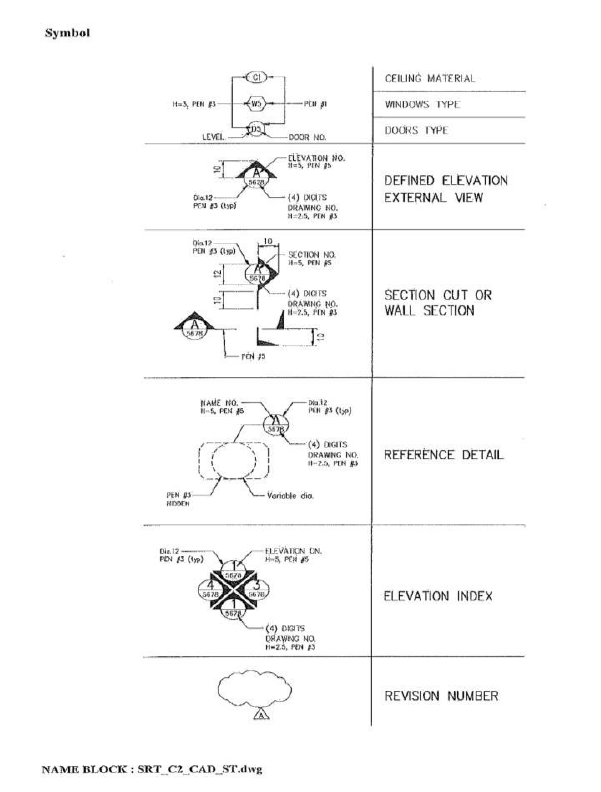 Symbol
C1
CEILING MATERIAL
H=3, PEN #3
W5
PEN #1
WINDOWS TYPE
D5
DOORS TYPE
LEVEL
DOOR NO.
ELEVATION NO.
H=5, PEN #5
10
A
5678
Dia.12
PEN #3 (typ)
(4) DIGITS
DRAWING NO.
H=2.5, PEN #3
DEFINED ELEVATION
EXTERNAL VIEW
Dia.12
PEN #3 (typ)
10
SECTION NO.
H=5, PEN #5
A
5678
12
10
(4) DIGITS
DRAWING NO.
H=2.5, PEN #3
A
5678
10
PEN #5
SECTION CUT OR
WALL SECTION
NAME NO.
H=5, PEN #5
Dia.12
PEN #3 (typ)
A
5678
(4) DIGITS
DRAWING NO.
H=2.5, PEN #3
PEN #3
HIDDEN
Variable dia.
REFERENCE DETAIL
Dia.12
PEN #3 (typ)
ELEVATION DN.
H=5, PEN #5
1
5678
4
5678
3
5678
1
5678
(4) DIGITS
DRAWING NO.
H=2.5, PEN #3
ELEVATION INDEX
A
REVISION NUMBER
NAME BLOCK : SRT_C2_CAD_ST.dwg